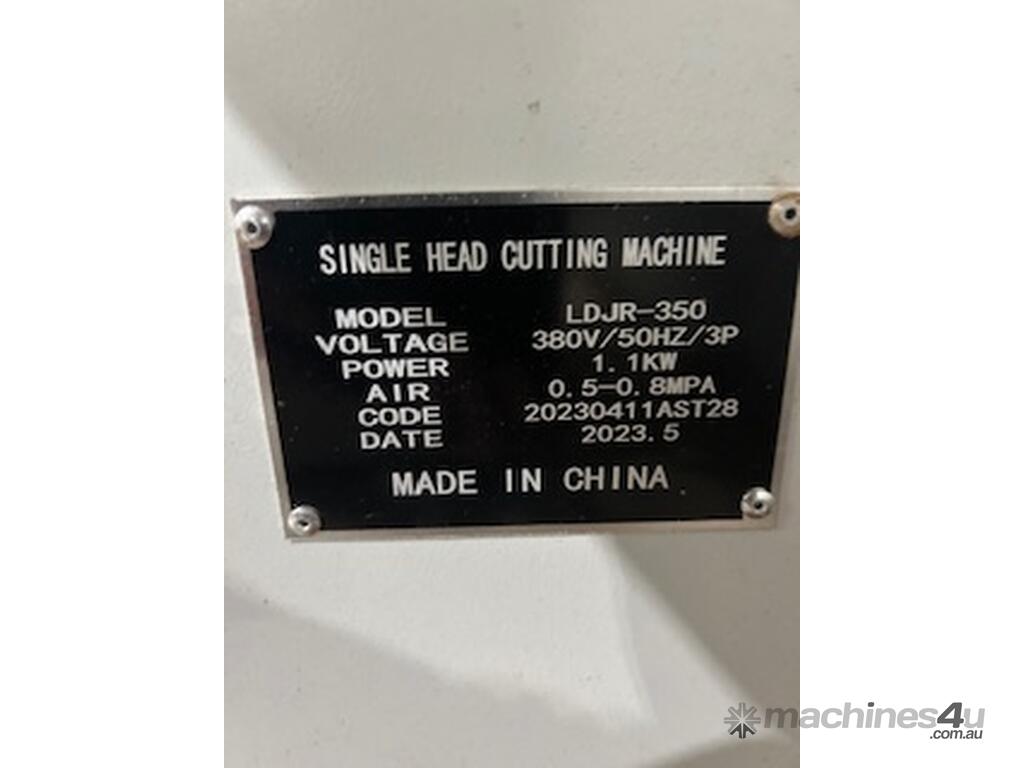 SINGLE HEAD CUTTING MACHINE
MODEL LDJR-350
VOLTAGE 380V/50HZ/3P
POWER 1.1KW
AIR 0.5-0.8MPA
CODE 20230411AST28
DATE 2023.5
MADE IN CHINA
machines4u
.com.au